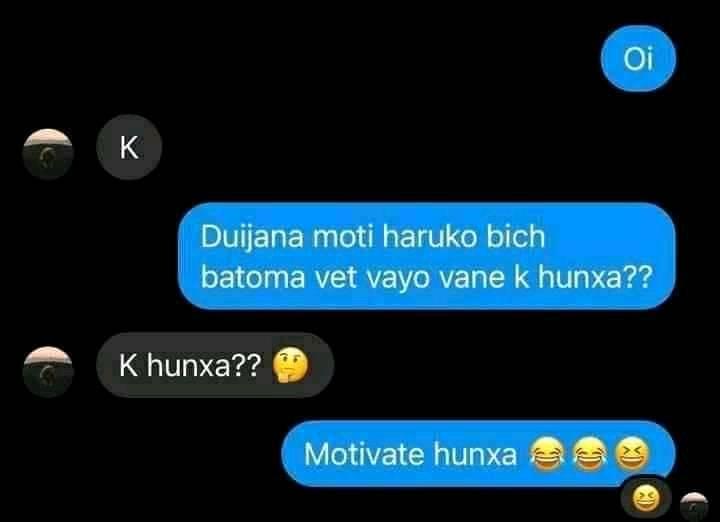 Oi
K
Duijana moti haruko bich
batoma vet vayo vane k hunxa??
K hunxa?? 🤔
Motivate hunxa 😂😂😆
😆